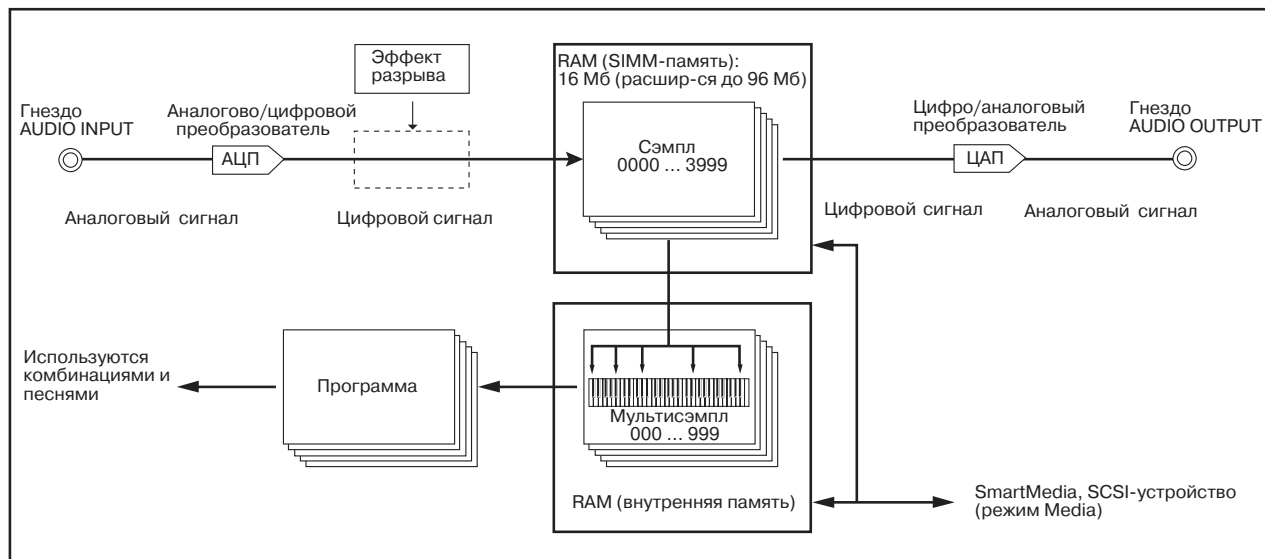 Эффект
разрыва
RAM (SIMM-память):
16 Мб (расшир-ся до 96 Мб)
Гнездо
AUDIO INPUT
Аналогово/цифровой
преобразователь
Цифро/аналоговый
преобразователь
Гнездо
AUDIO OUTPUT
АЦП
Сэмпл
0000 ... 3999
ЦАП
Аналоговый сигнал
Цифровой сигнал
Цифровой сигнал
Аналоговый сигнал
Используются
комбинациями и
песнями
Программа
Мультисэмпл
000 ... 999
RAM (внутренняя память)
SmartMedia, SCSI-устройство
(режим Media)